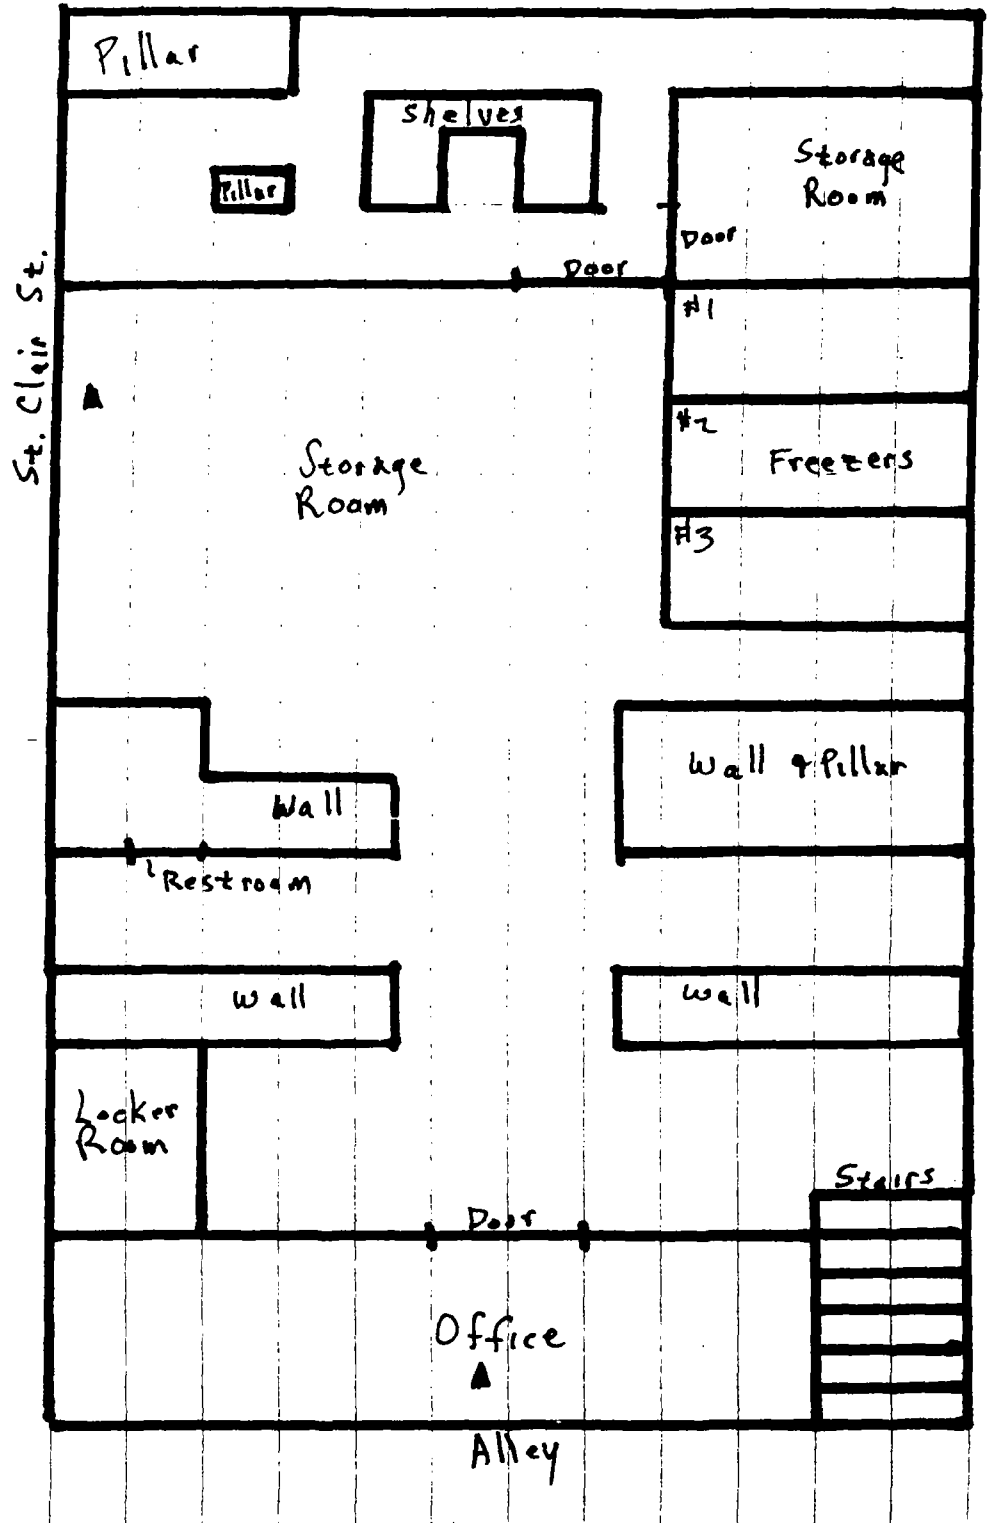 Pillar
Shelves
Storage
Room
Pillar
Door
Door
St. Clair St.
#1
#2
Freezers
Storage
Room
#3
Wall & Pillar
Wall
Restroom
Wall
Wall
Locker
Room
Stairs
Door
Office
Alley